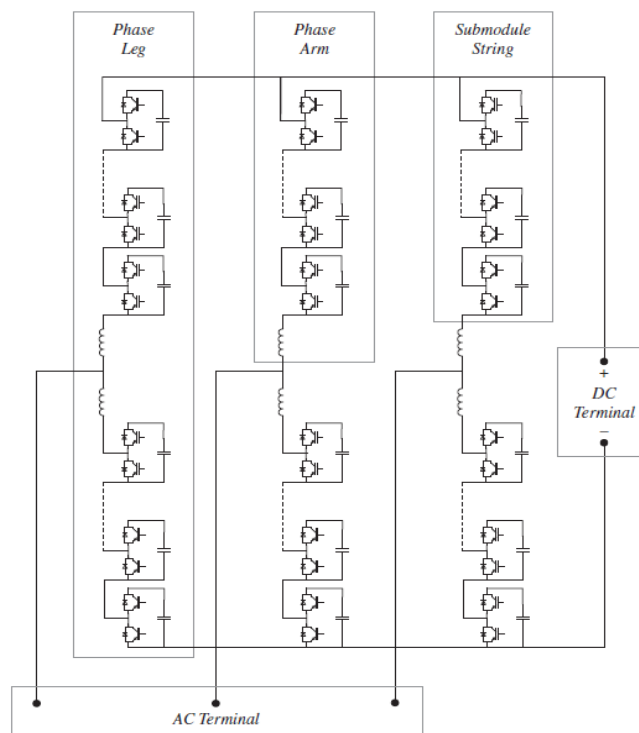 Phase
Leg
Phase
Arm
Submodule
String
+
DC
Terminal
–
AC Terminal